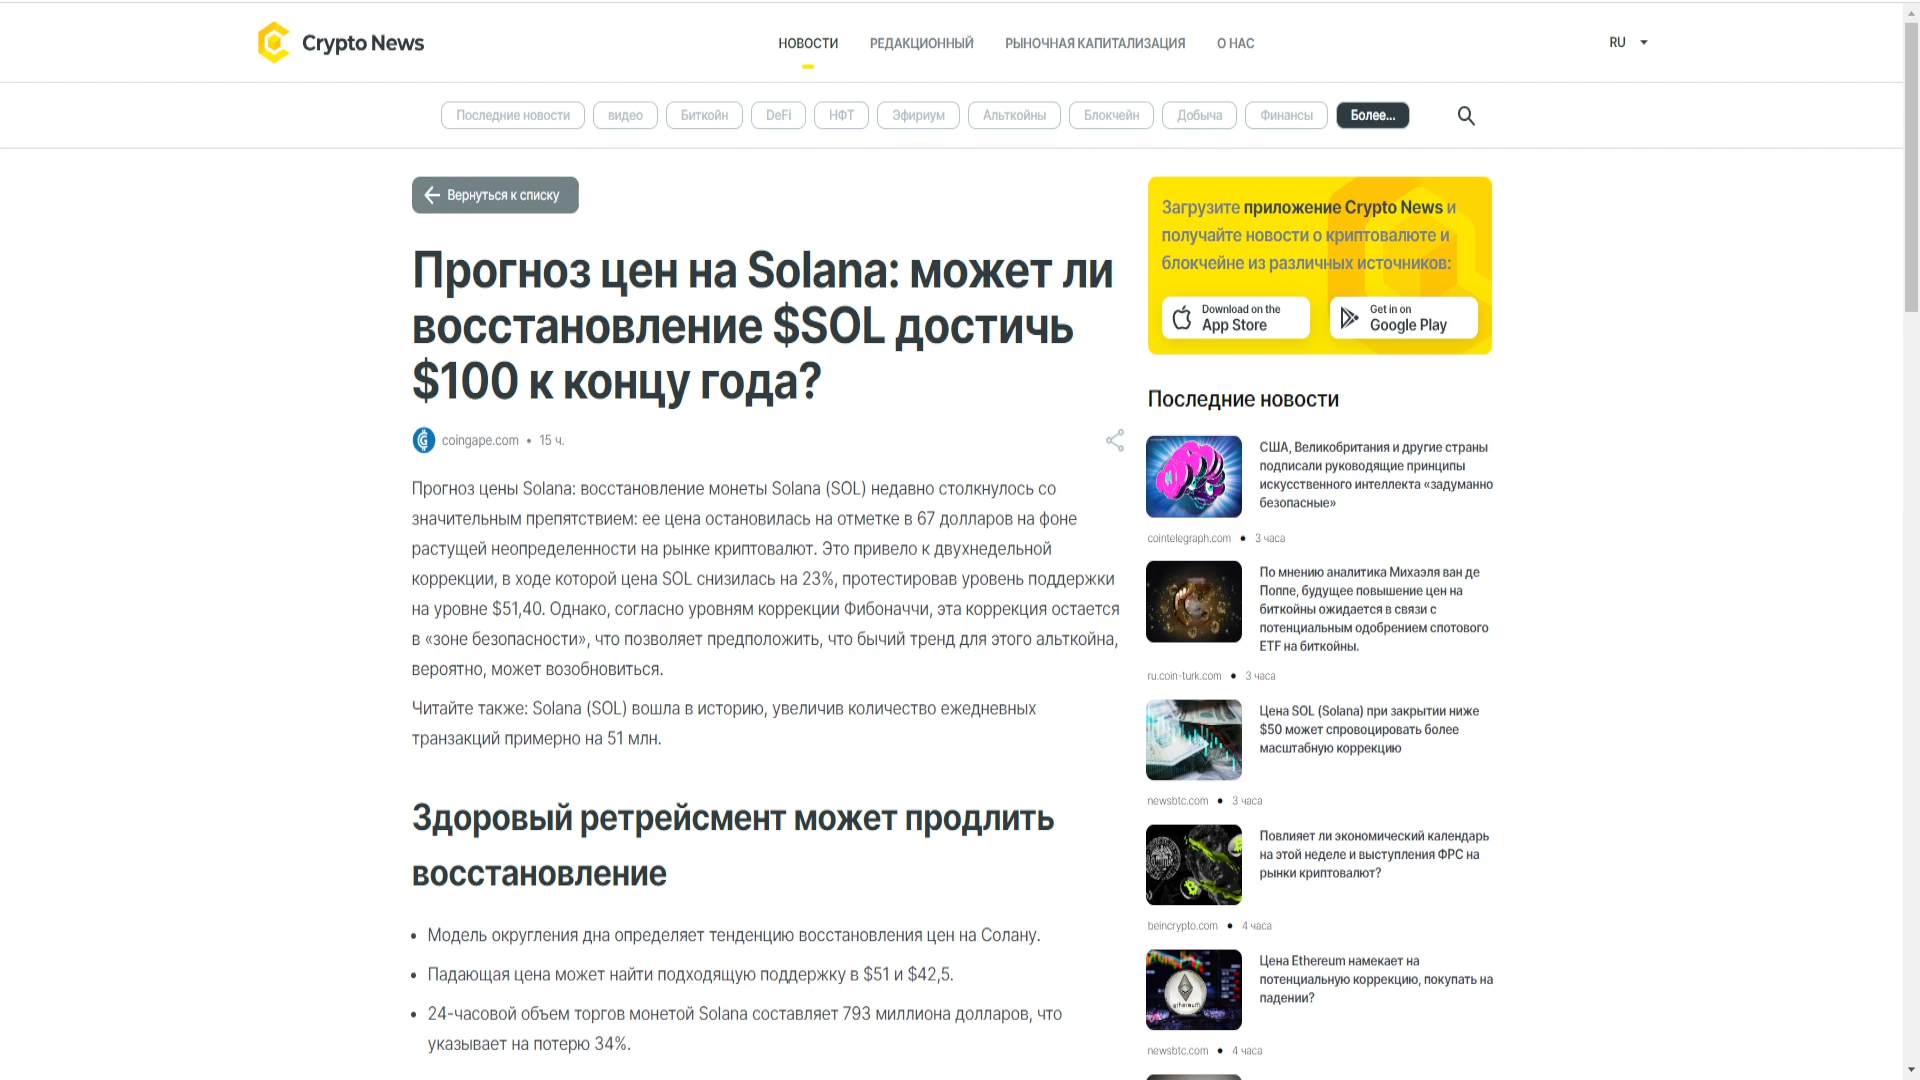 Crypto News
НОВОСТИ
РЕДАКЦИОННЫЙ
РЫНОЧНАЯ КАПИТАЛИЗАЦИЯ
О НАС
RU
Последние новости
видео
Биткойн
DeFi
НФТ
Эфириум
Альткойны
Блокчейн
Добыча
Финансы
Более...
Вернуться к списку
Прогноз цен на Solana: может ли
восстановление $SOL достичь
$100 к концу года?
coingape.com • 15 ч.
Прогноз цены Solana: восстановление монеты Solana (SOL) недавно столкнулось со
значительным препятствием: ее цена остановилась на отметке в 67 долларов на фоне
растущей неопределенности на рынке криптовалют. Это привело к двухнедельной
коррекции, в ходе которой цена SOL снизилась на 23%, протестировав уровень поддержки
на уровне $51,40. Однако, согласно уровням коррекции Фибоначчи, эта коррекция остается
в «зоне безопасности», что позволяет предположить, что бычий тренд для этого альткойна,
вероятно, может возобновиться.
Читайте также: Solana (SOL) вошла в историю, увеличив количество ежедневных
транзакций примерно на 51 млн.
Здоровый ретрейсмент может продлить
восстановление
• Модель округления дна определяет тенденцию восстановления цен на Солану.
• Падающая цена может найти подходящую поддержку в $51 и $42,5.
• 24-часовой объем торгов монетой Solana составляет 793 миллиона долларов, что
указывает на потерю 34%.
Загрузите приложение Crypto News и
получайте новости о криптовалюте и
блокчейне из различных источников:
Download on the
App Store
Get in on
Google Play
Последние новости
США, Великобритания и другие страны
подписали руководящие принципы
искусственного интеллекта «задуманно
безопасные»
cointelegraph.com • 3 часа
По мнению аналитика Михаэля ван де
Поппе, будущее повышение цен на
биткойны ожидается в связи с
потенциальным одобрением спотового
ETF на биткойны.
ru.coin-turk.com • 3 часа
Цена SOL (Solana) при закрытии ниже
$50 может спровоцировать более
масштабную коррекцию
newsbtc.com • 3 часа
Повлияет ли экономический календарь
на этой неделе и выступления ФРС на
рынки криптовалют?
beincrypto.com • 4 часа
Цена Ethereum намекает на
потенциальную коррекцию, покупать на
падении?
ethereum
newsbtc.com • 4 часа